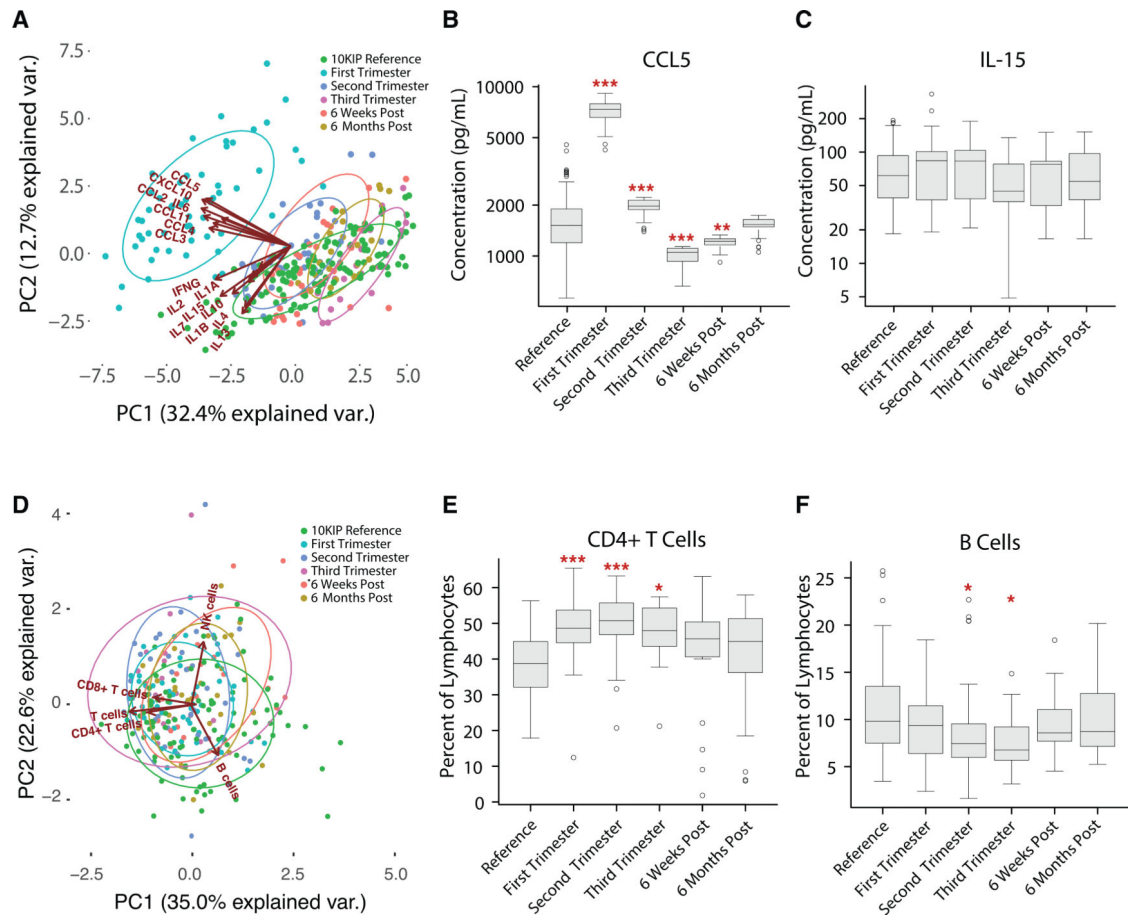 A
PC2 (12.7% explained var.)
7.5
5.0
2.5
0.0
−2.5
10KIP Reference
First Trimester
Second Trimester
Third Trimester
6 Weeks Post
6 Months Post
CCL5
CXCL10
CCL2 IL6
CCL11
CCL4
CCL3
IFNG IL1A
IL2 IL10
IL7 IL15
IL1B IL4
IL13
−7.5 −5.0 −2.5 0.0 2.5 5.0
PC1 (32.4% explained var.)
B
CCL5
Concentration (pg/mL)
10000
5000
2000
1000
***
***
***
**
Reference
First Trimester
Second Trimester
Third Trimester
6 Weeks Post
6 Months Post
C
IL-15
Concentration (pg/mL)
200
100
50
20
10
5
Reference
First Trimester
Second Trimester
Third Trimester
6 Weeks Post
6 Months Post
D
PC2 (22.6% explained var.)
4
2
0
−2
10KIP Reference
First Trimester
Second Trimester
Third Trimester
6 Weeks Post
6 Months Post
NK cells
CD8+ T cells
T cells
CD4+ T cells
B cells
−2.5 0.0 2.5 5.0
PC1 (35.0% explained var.)
E
CD4+ T Cells
Percent of Lymphocytes
60
50
40
30
20
10
0
***
***
*
Reference
First Trimester
Second Trimester
Third Trimester
6 Weeks Post
6 Months Post
F
B Cells
Percent of Lymphocytes
25
20
15
10
5
*
*
Reference
First Trimester
Second Trimester
Third Trimester
6 Weeks Post
6 Months Post